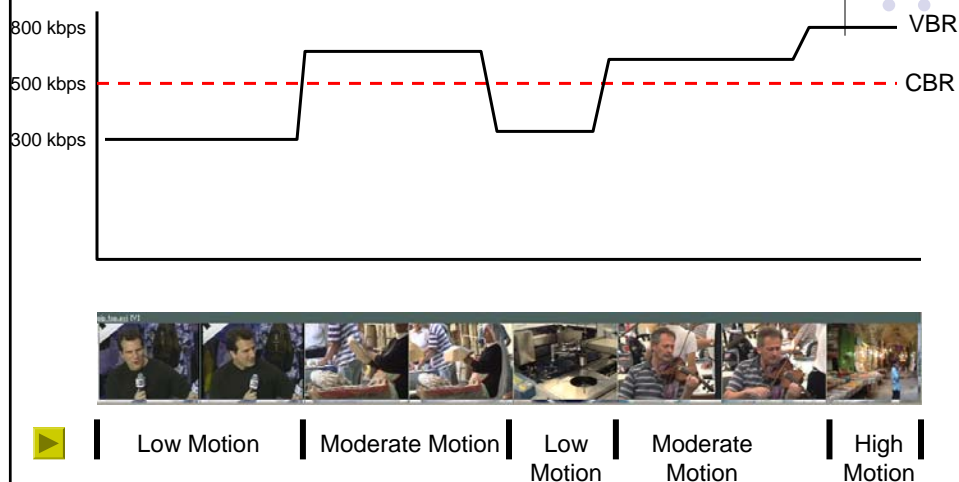 800 kbps
VBR
500 kbps
CBR
300 kbps
Low Motion
Moderate Motion
Low
Motion
Moderate
Motion
High
Motion